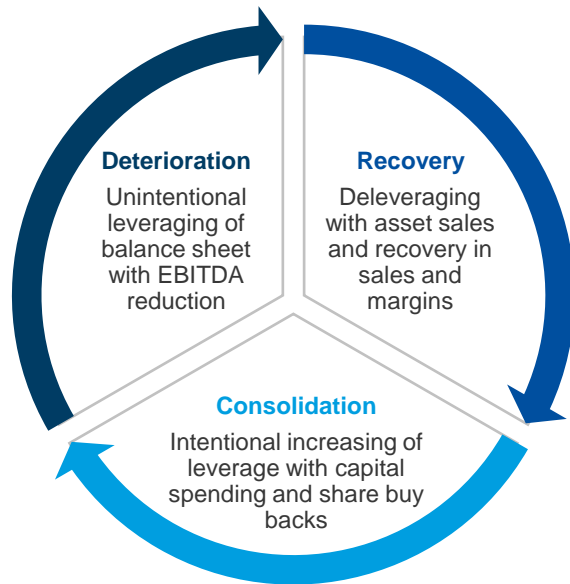 Deterioration
Unintentional
leveraging of
balance sheet
with EBITDA
reduction
Recovery
Deleveraging
with asset sales
and recovery in
sales and
margins
Consolidation
Intentional increasing of
leverage with capital
spending and share buy
backs